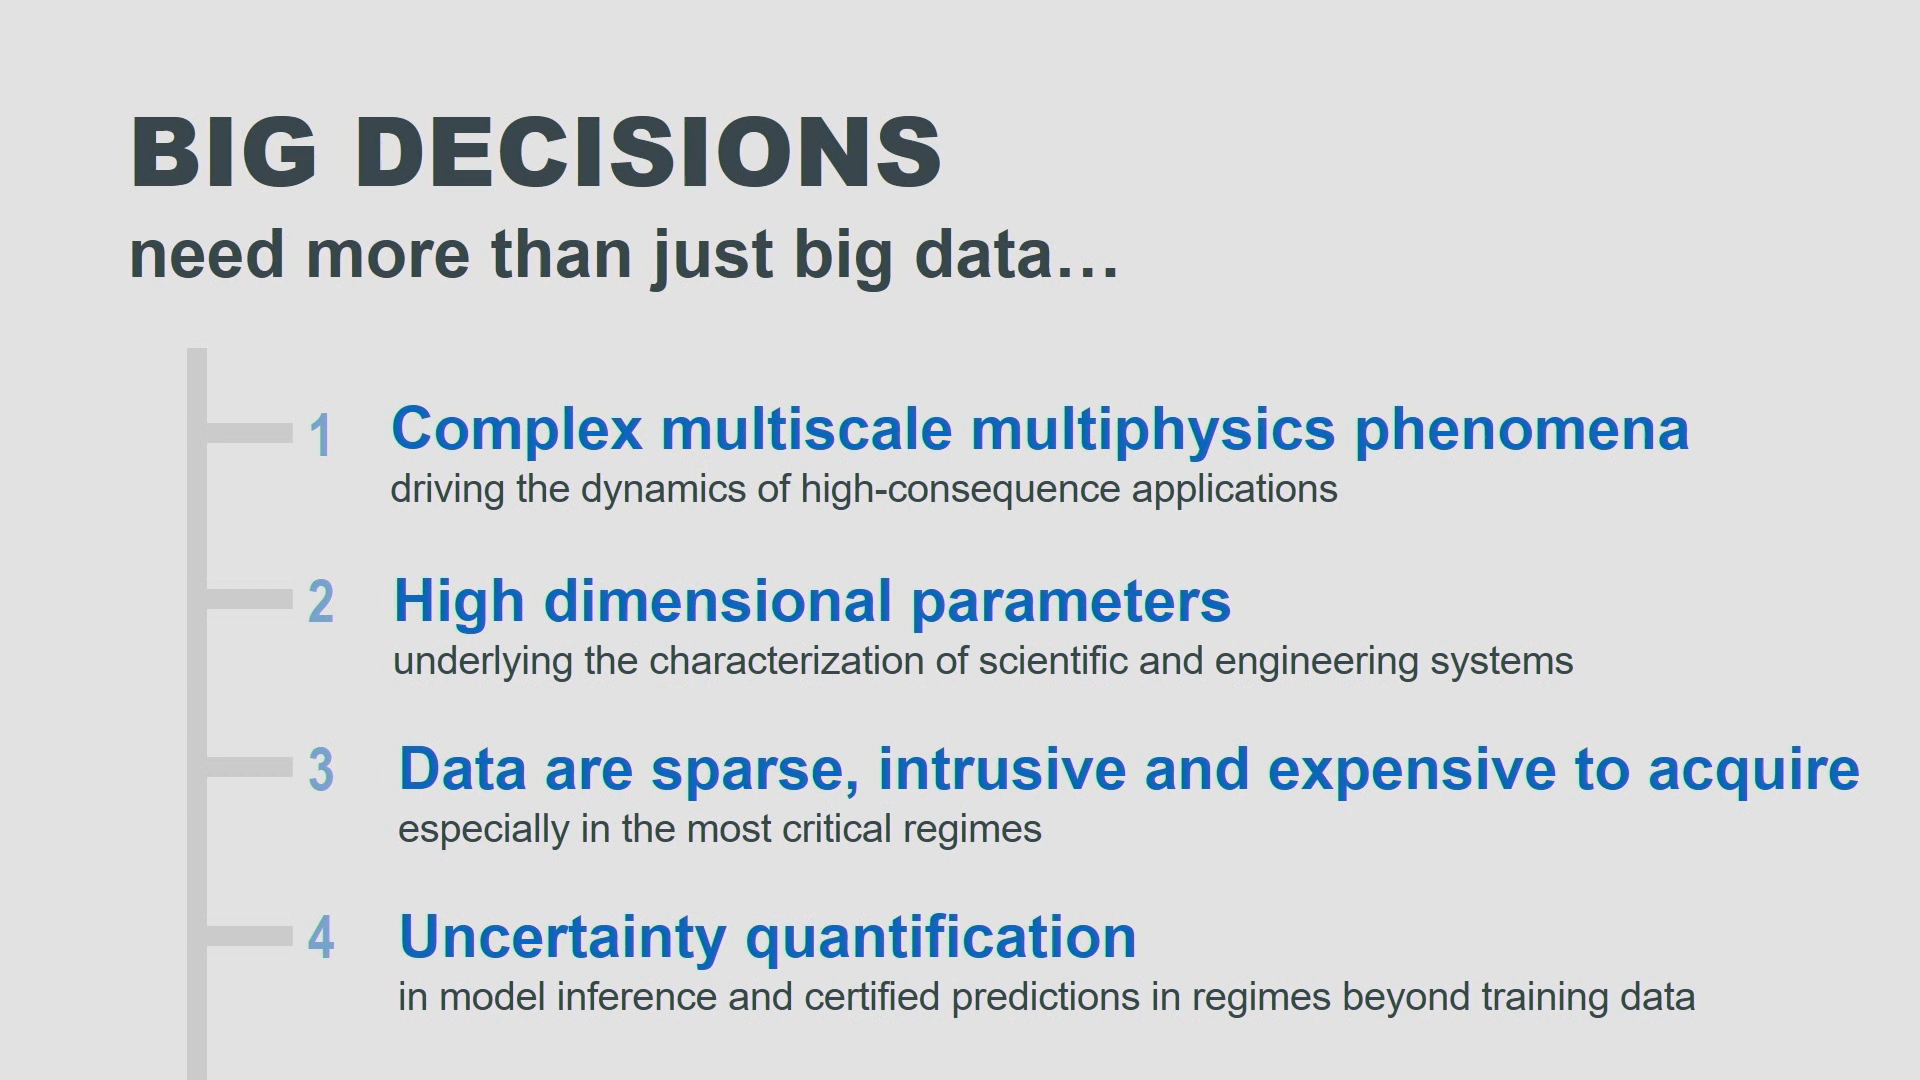 BIG DECISIONS
need more than just big data…
1 Complex multiscale multiphysics phenomena
driving the dynamics of high-consequence applications
2 High dimensional parameters
underlying the characterization of scientific and engineering systems
3 Data are sparse, intrusive and expensive to acquire
especially in the most critical regimes
4 Uncertainty quantification
in model inference and certified predictions in regimes beyond training data